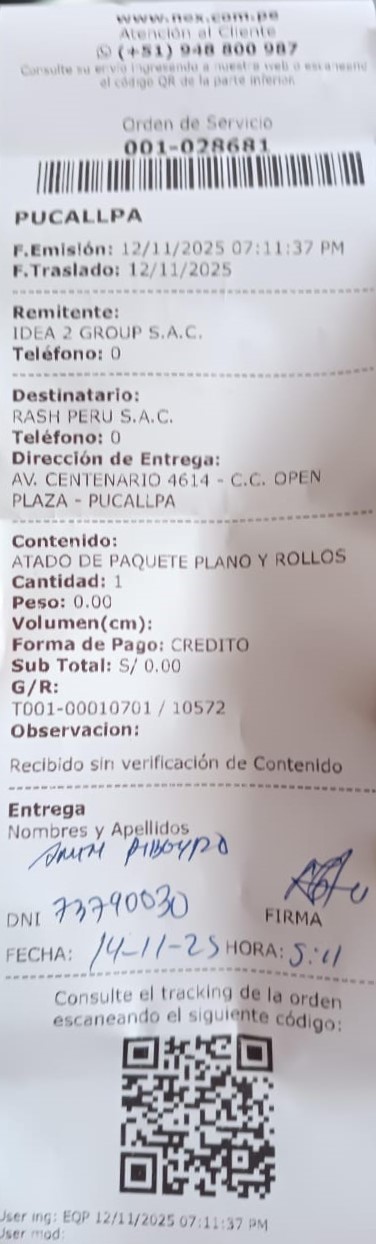 www.nex.com.pe
Atención al Cliente
(+51) 948 800 987
Consulte su envío ingresando a nuestra web o escaneando
el código QR de la parte inferior.
Orden de Servicio
001-028681
PUCALLPA
F.Emisión: 12/11/2025 07:11:37 PM
F.Traslado: 12/11/2025
Remitente:
IDEA 2 GROUP S.A.C.
Teléfono: 0
Destinatario:
RASH PERU S.A.C.
Teléfono: 0
Dirección de Entrega:
AV. CENTENARIO 4614 - C.C. OPEN
PLAZA - PUCALLPA
Contenido:
ATADO DE PAQUETE PLANO Y ROLLOS
Cantidad: 1
Peso: 0.00
Volumen(cm):
Forma de Pago: CREDITO
Sub Total: S/ 0.00
G/R:
T001-00010701 / 10572
Observacion:
Recibido sin verificación de Contenido
Entrega
Nombres y Apellidos
DNI 73790030
FIRMA
FECHA: 14-11-25 HORA: 5:11
Consulte el tracking de la orden
escaneando el siguiente código:
User ing: EQP 12/11/2025 07:11:37 PM
User mod: